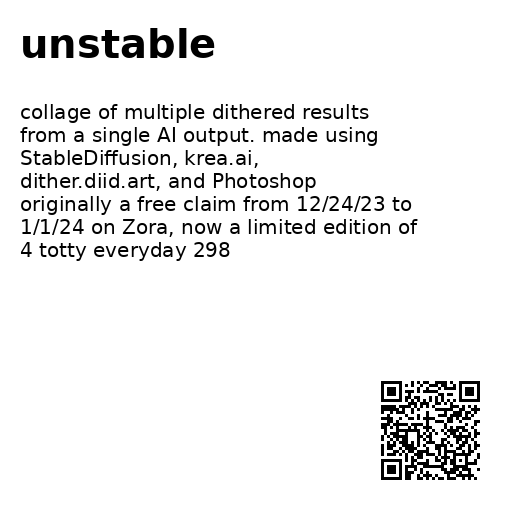 unstable
collage of multiple dithered results
from a single AI output. made using
StableDiffusion, krea.ai,
dither.diid.art, and Photoshop
originally a free claim from 12/24/23 to
1/1/24 on Zora, now a limited edition of
4 totty everyday 298